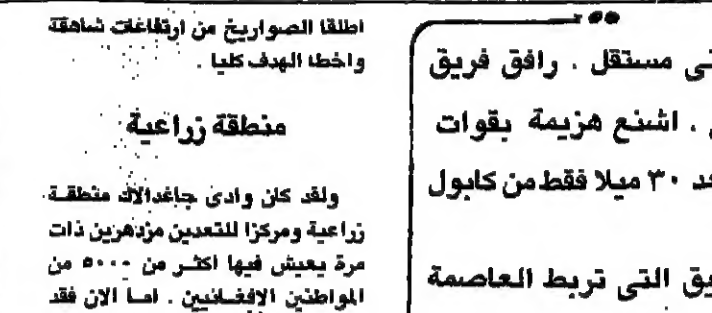 تى مستقل . رافق فريق
. اشنع هزيمة بقوات
٣٠ ميلا فقط من كابول
التى تربط العاصمة
اطلقا الصواريخ من ارتفاعات شاهقة
واخطا الهدف كليا .
منطقة زراعية
ولقد كان وادى جاغدالاك منطقة
زراعية ومركزا للتعدين مزدهرين ذات
مرة يعيش فيها اكثر من ٥٠٠٠ من
المواطنين الافغانيين . اما الان فقد